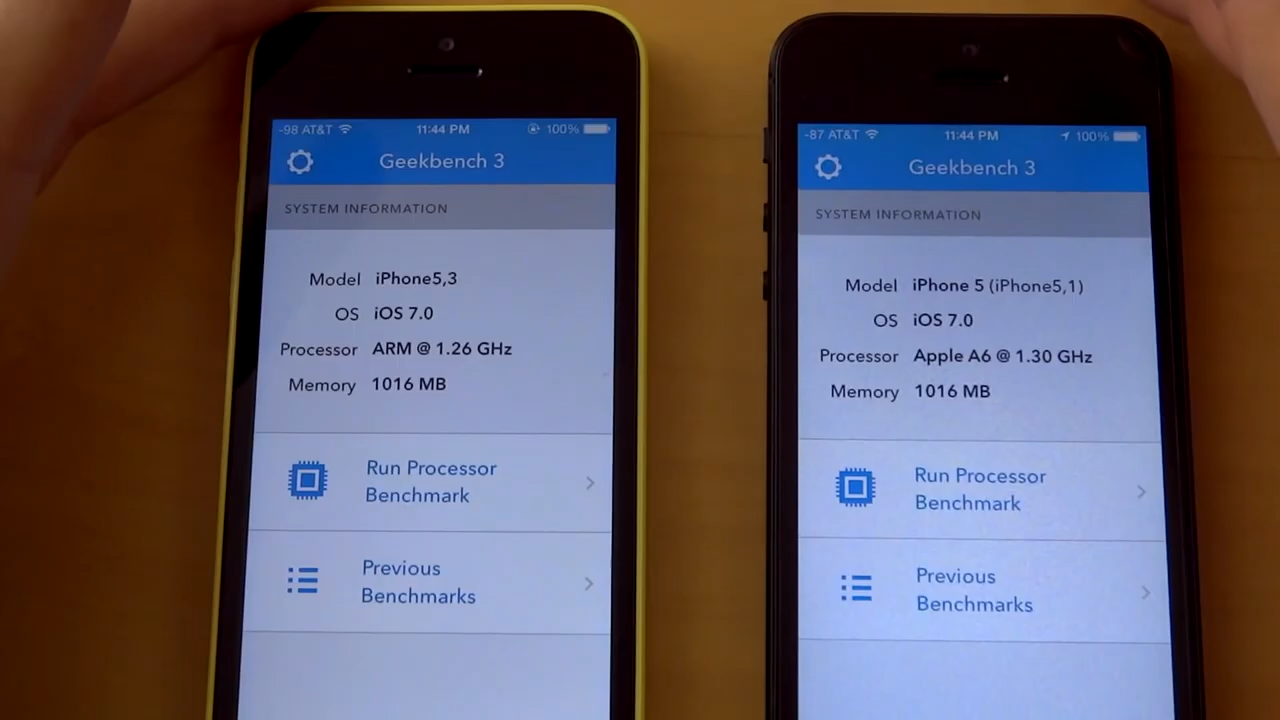 -98 AT&T 11:44 PM 100%
Geekbench 3
SYSTEM INFORMATION
Model iPhone5,3
OS iOS 7.0
Processor ARM @ 1.26 GHz
Memory 1016 MB
Run Processor
Benchmark
Previous
Benchmarks
-87 AT&T 11:44 PM 100%
Geekbench 3
SYSTEM INFORMATION
Model iPhone 5 (iPhone5,1)
OS iOS 7.0
Processor Apple A6 @ 1.30 GHz
Memory 1016 MB
Run Processor
Benchmark
Previous
Benchmarks